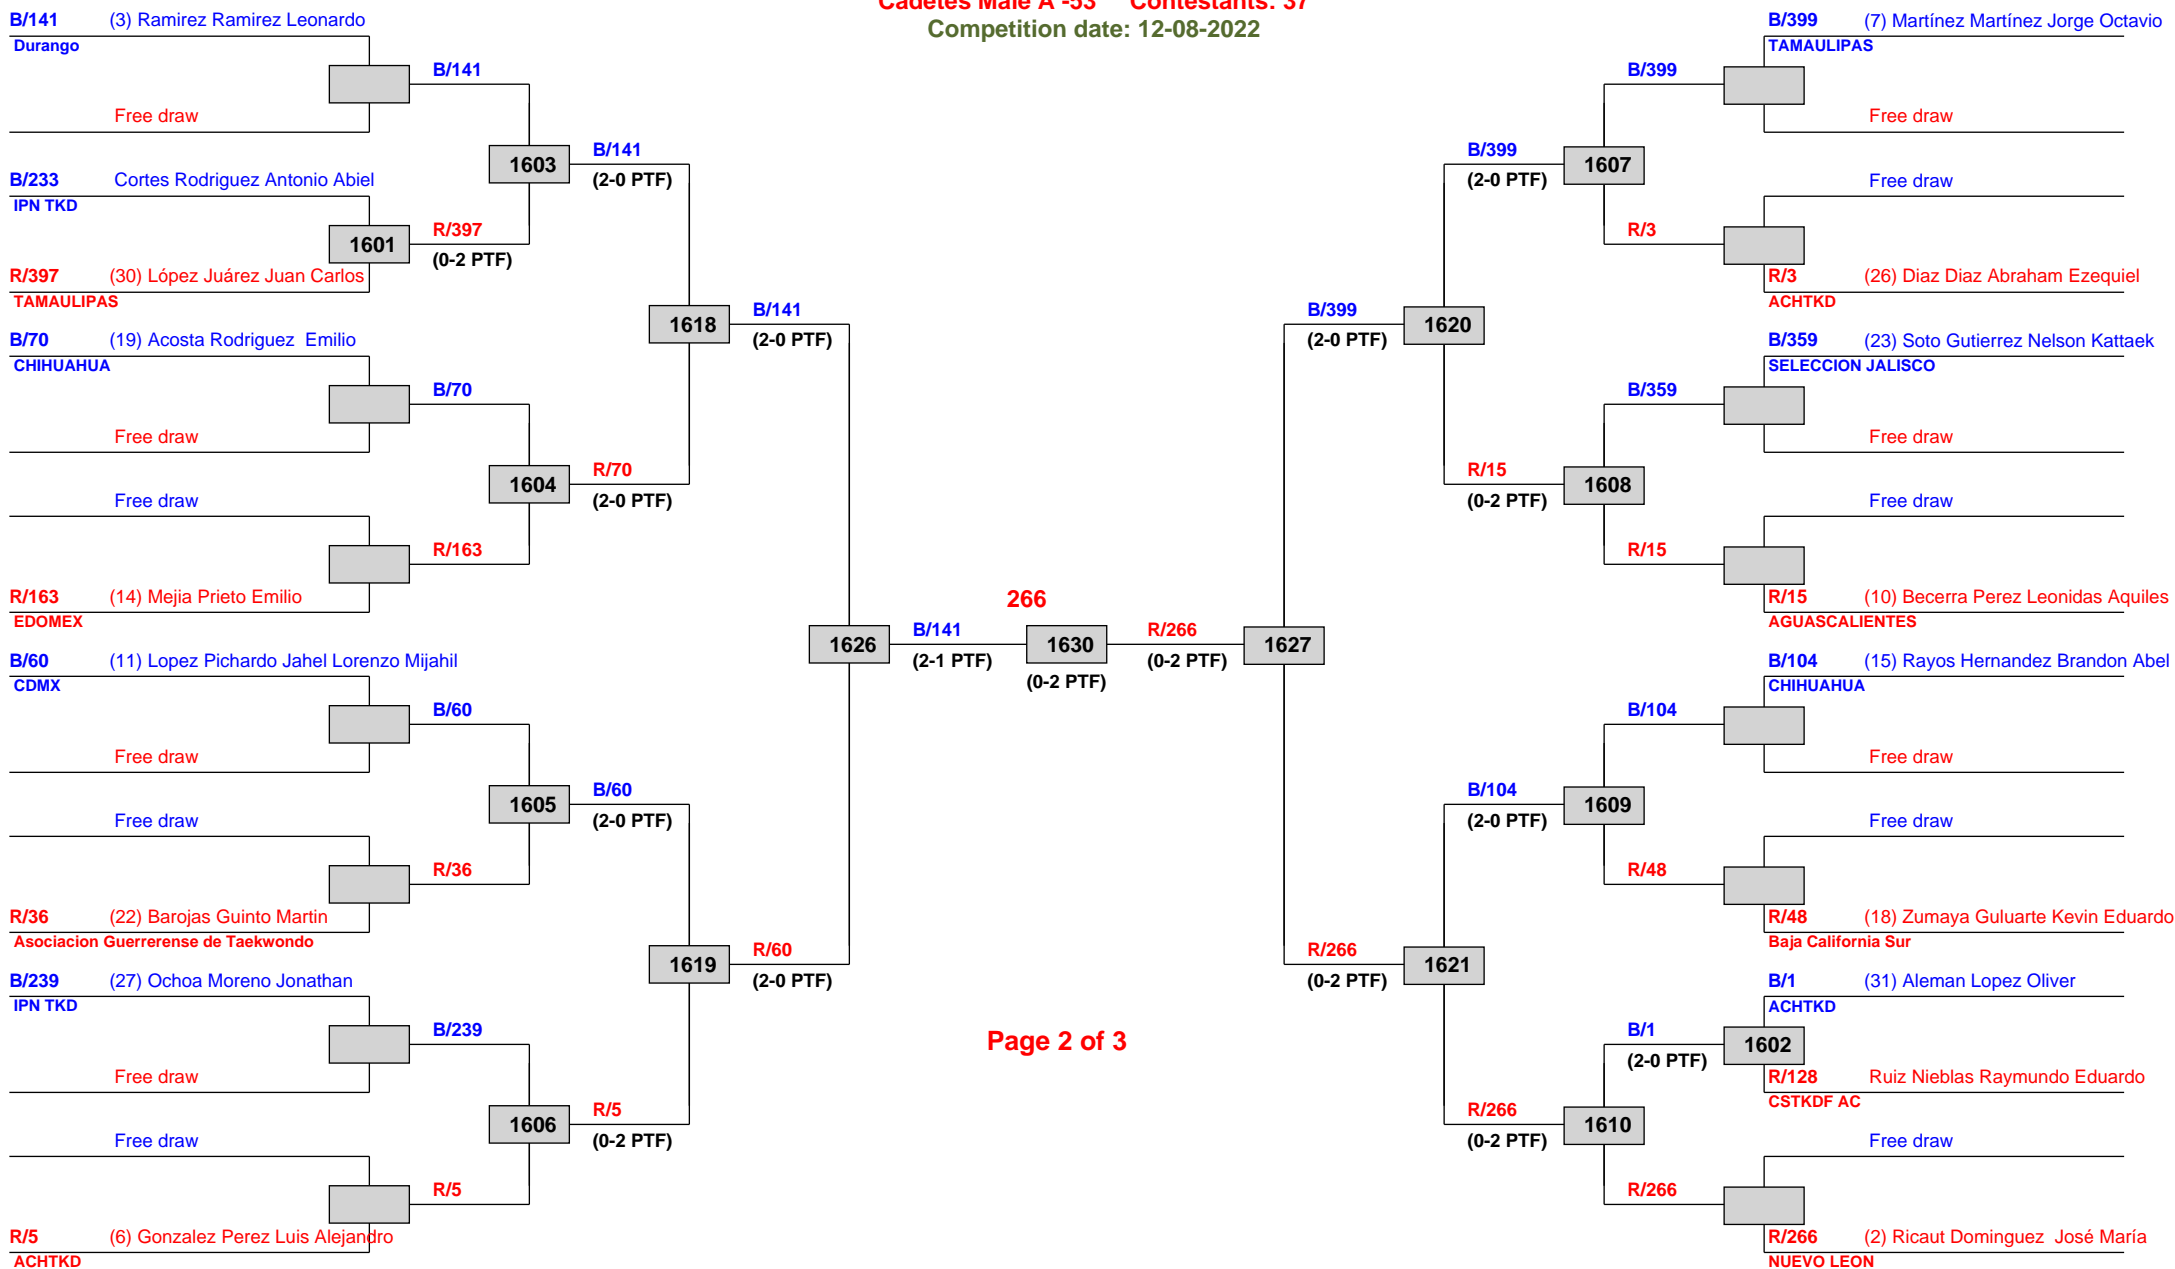 Cadetes Male A -53 Contestants: 37
Competition date: 12-08-2022
B/141 (3) Ramirez Ramirez Leonardo
Durango
B/141
Free draw
1603
B/141
(2-0 PTF)
B/233 Cortes Rodriguez Antonio Abiel
IPN TKD
1601
R/397
(0-2 PTF)
R/397 (30) López Juárez Juan Carlos
TAMAULIPAS
1618
B/141
(2-0 PTF)
B/70 (19) Acosta Rodriguez Emilio
CHIHUAHUA
B/70
Free draw
1604
R/70
(2-0 PTF)
Free draw
R/163
R/163 (14) Mejia Prieto Emilio
EDOMEX
1626
B/141
(2-1 PTF)
B/60 (11) Lopez Pichardo Jahel Lorenzo Mijahil
CDMX
B/60
Free draw
1605
B/60
(2-0 PTF)
Free draw
R/36
R/36 (22) Barojas Guinto Martin
Asociacion Guerrerense de Taekwondo
1619
R/60
(2-0 PTF)
B/239 (27) Ochoa Moreno Jonathan
IPN TKD
B/239
Free draw
1606
R/5
(0-2 PTF)
Free draw
R/5
R/5 (6) Gonzalez Perez Luis Alejandro
ACHTKD
266
1630
(0-2 PTF)
Page 2 of 3
R/266
(0-2 PTF)
1627
B/399 (7) Martínez Martínez Jorge Octavio
TAMAULIPAS
B/399
Free draw
B/399
(2-0 PTF)
1607
Free draw
R/3
R/3 (26) Diaz Diaz Abraham Ezequiel
ACHTKD
B/399
(2-0 PTF)
1620
B/359 (23) Soto Gutierrez Nelson Kattaek
SELECCION JALISCO
B/359
Free draw
R/15
(0-2 PTF)
1608
Free draw
R/15
R/15 (10) Becerra Perez Leonidas Aquiles
AGUASCALIENTES
B/104 (15) Rayos Hernandez Brandon Abel
CHIHUAHUA
B/104
Free draw
B/104
(2-0 PTF)
1609
Free draw
R/48
R/48 (18) Zumaya Guluarte Kevin Eduardo
Baja California Sur
R/266
(0-2 PTF)
1621
B/1 (31) Aleman Lopez Oliver
ACHTKD
B/1
(2-0 PTF)
1602
R/128 Ruiz Nieblas Raymundo Eduardo
CSTKDF AC
R/266
(0-2 PTF)
1610
Free draw
R/266
R/266 (2) Ricaut Dominguez José María
NUEVO LEON